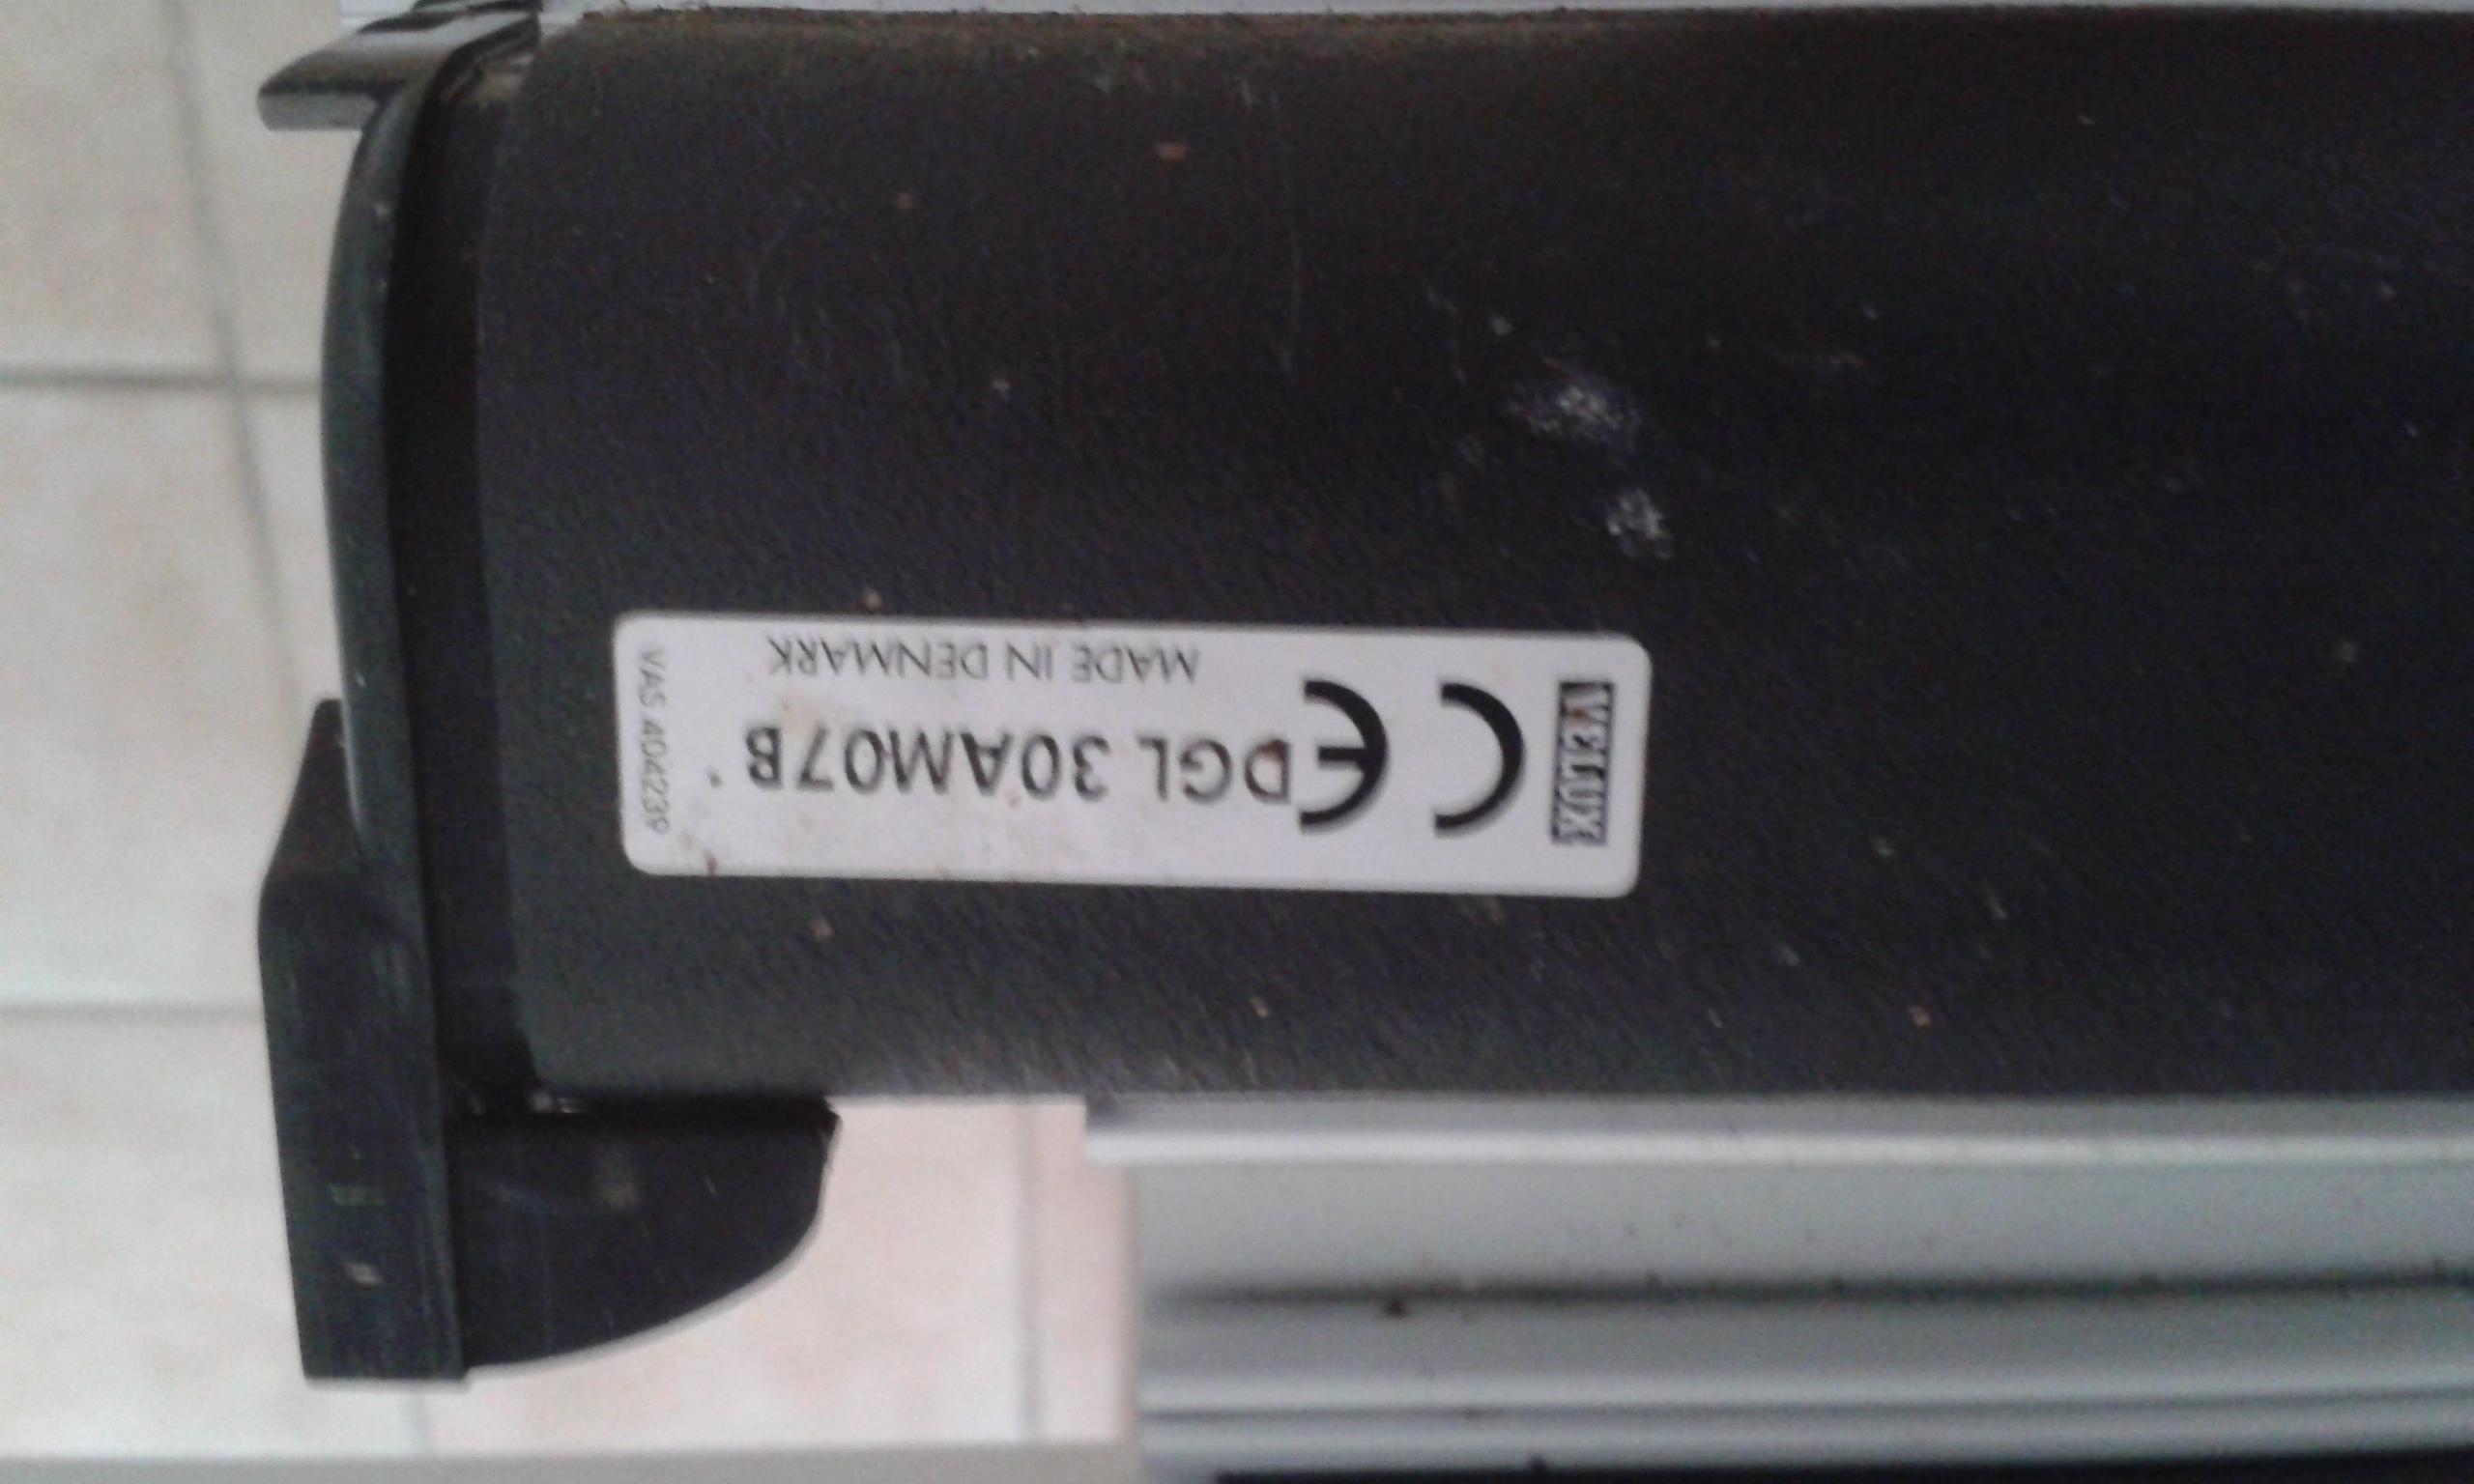 VELUX
CE
DGL 30AM07B
MADE IN DENMARK
VAS 404239